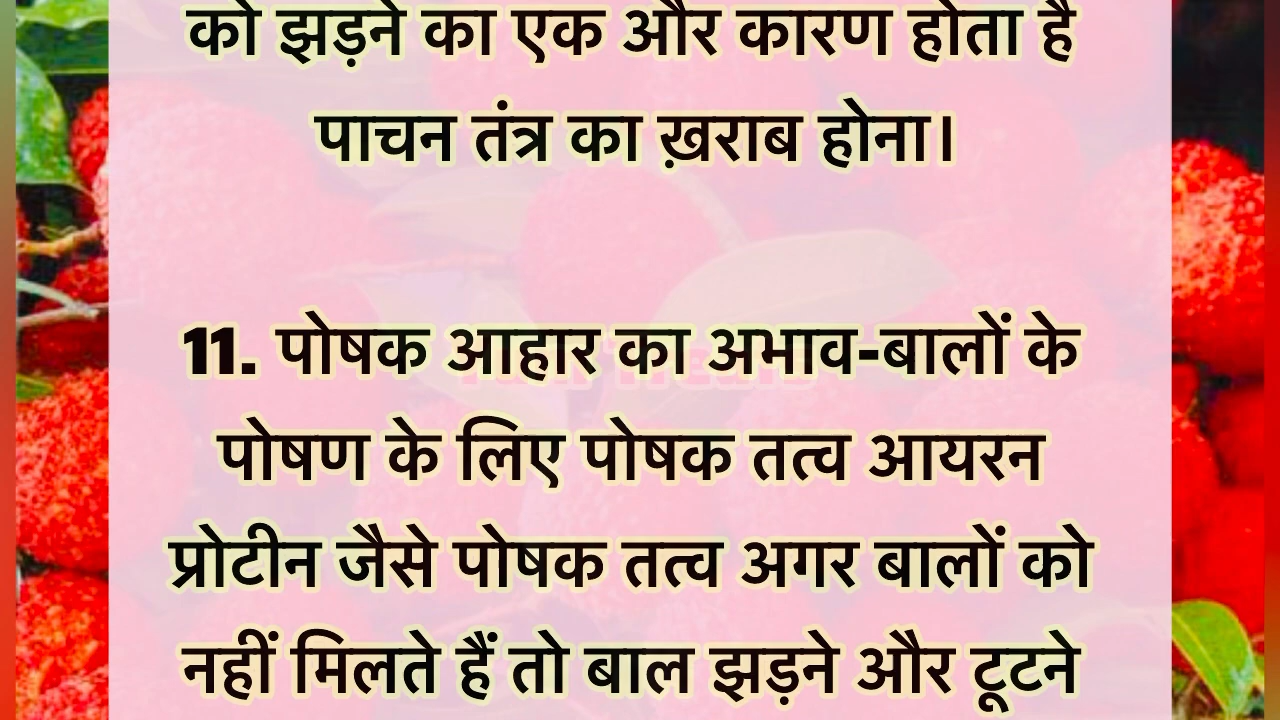 को झड़ने का एक और कारण होता है
पाचन तंत्र का ख़राब होना।
11. पोषक आहार का अभाव-बालों के
पोषण के लिए पोषक तत्व आयरन
प्रोटीन जैसे पोषक तत्व अगर बालों को
नहीं मिलते हैं तो बाल झड़ने और टूटने